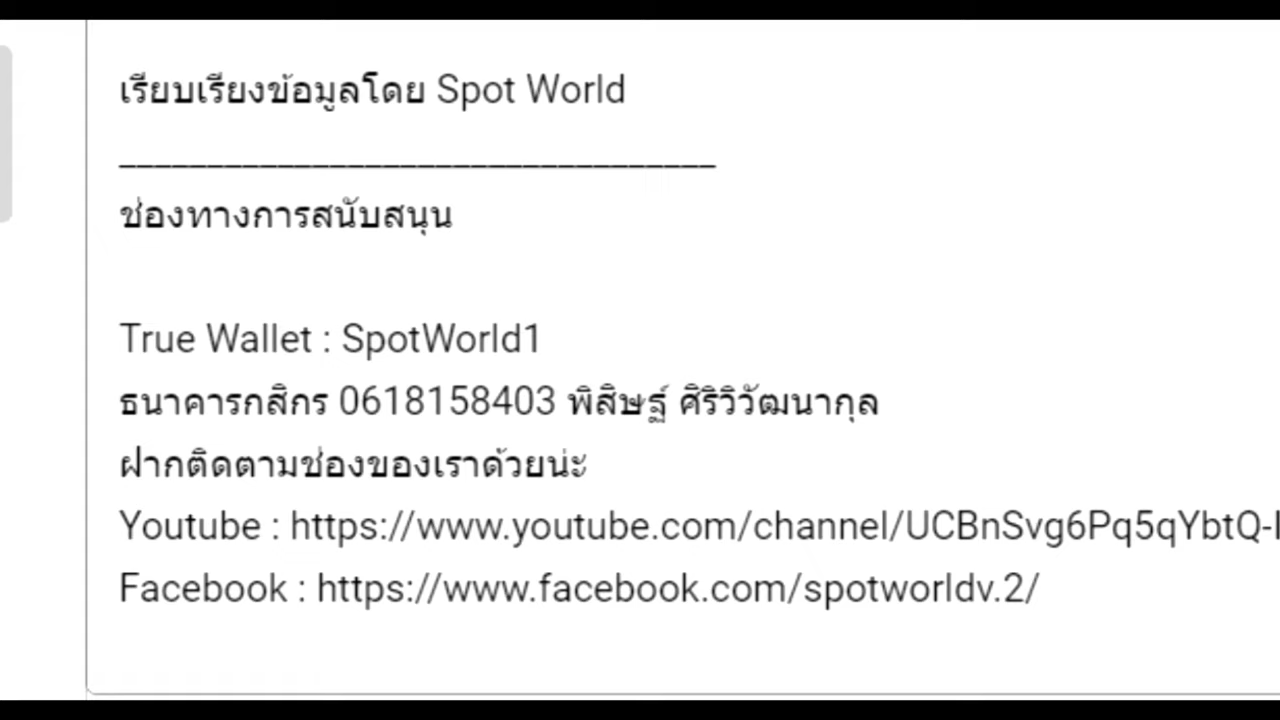 เรียบเรียงข้อมูลโดย Spot World
__________________________________
ช่องทางการสนับสนุน
True Wallet : SpotWorld1
ธนาคารกสิกร 0618158403 พิสิษฐ์ ศิริวิวัฒนากุล
ฝากติดตามช่องของเราด้วยน่ะ
Youtube : https://www.youtube.com/channel/UCBnSvg6Pq5qYbtQ-
Facebook : https://www.facebook.com/spotworldv.2/